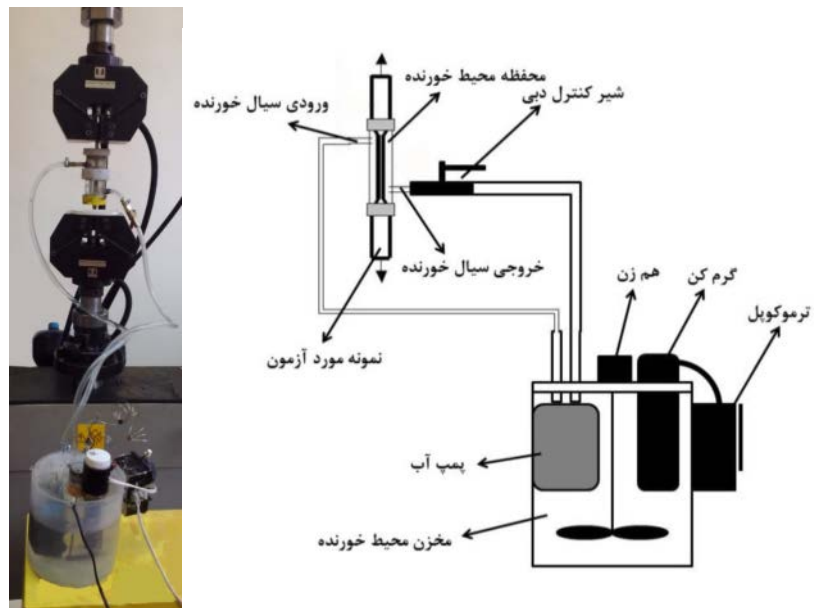 محفظه محیط خورنده
شیر کنترل دبی
ورودی سیال خورنده
خروجی سیال خورنده
هم زن
گرم کن
ترموکوپل
نمونه مورد آزمون
پمپ آب
مخزن محیط خورنده